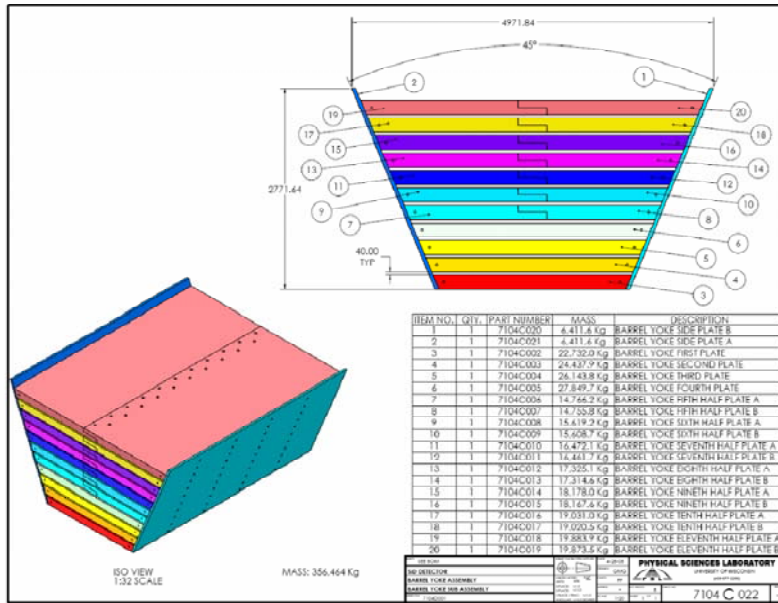 4971.84
45°
2
1
19
20
17
18
15
16
13
14
11
12
9
10
7
8
6
5
4
3
2771.64
40.00
TYP
ITEM NO. QTY. PART NUMBER MASS DESCRIPTION
1 1 7104C020 6,411.6 Kg BARREL YOKE SIDE PLATE B
2 1 7104C021 6,411.6 Kg BARREL YOKE SIDE PLATE A
3 1 7104C002 22,732.0 Kg BARREL YOKE FIRST PLATE
4 1 7104C003 24,437.9 Kg BARREL YOKE SECOND PLATE
5 1 7104C004 26,143.8 Kg BARREL YOKE THIRD PLATE
6 1 7104C005 27,849.7 Kg BARREL YOKE FOURTH PLATE
7 1 7104C006 14,766.2 Kg BARREL YOKE FIFTH HALF PLATE A
8 1 7104C007 14,755.8 Kg BARREL YOKE FIFTH HALF PLATE B
9 1 7104C008 15,619.2 Kg BARREL YOKE SIXTH HALF PLATE A
10 1 7104C009 15,608.7 Kg BARREL YOKE SIXTH HALF PLATE B
11 1 7104C010 16,472.1 Kg BARREL YOKE SEVENTH HALF PLATE A
12 1 7104C011 16,461.7 Kg BARREL YOKE SEVENTH HALF PLATE B
13 1 7104C012 17,325.1 Kg BARREL YOKE EIGHTH HALF PLATE A
14 1 7104C013 17,314.6 Kg BARREL YOKE EIGHTH HALF PLATE B
15 1 7104C014 18,178.0 Kg BARREL YOKE NINETH HALF PLATE A
16 1 7104C015 18,167.6 Kg BARREL YOKE NINETH HALF PLATE B
17 1 7104C016 19,031.0 Kg BARREL YOKE TENTH HALF PLATE A
18 1 7104C017 19,020.5 Kg BARREL YOKE TENTH HALF PLATE B
19 1 7104C018 19,883.9 Kg BARREL YOKE ELEVENTH HALF PLATE A
20 1 7104C019 19,873.5 Kg BARREL YOKE ELEVENTH HALF PLATE B
ISO VIEW
1:32 SCALE
MASS: 356,464 Kg
SID DETECTOR
BARREL YOKE ASSEMBLY
BARREL YOKE SUB-ASSEMBLY
PHYSICAL SCIENCES LABORATORY
UNIVERSITY OF WISCONSIN
7104 C 022